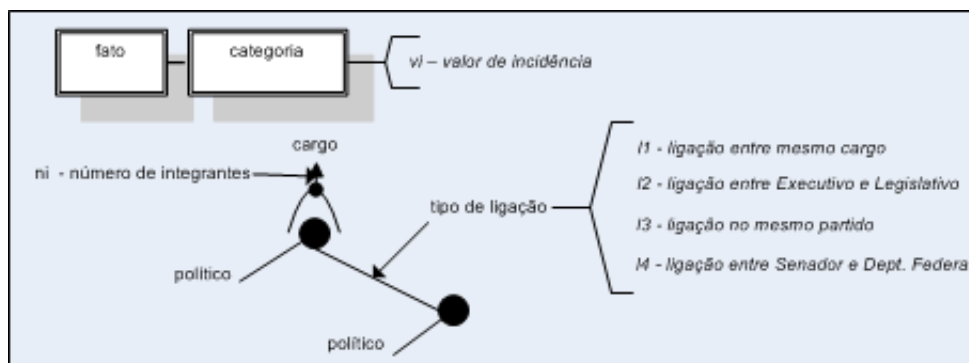 fato
categoria
vi – valor de incidência
cargo
ni - número de integrantes
tipo de ligação
l1 - ligação entre mesmo cargo
l2 - ligação entre Executivo e Legislativo
l3 - ligação no mesmo partido
l4 - ligação entre Senador e Dept. Federa
político
político